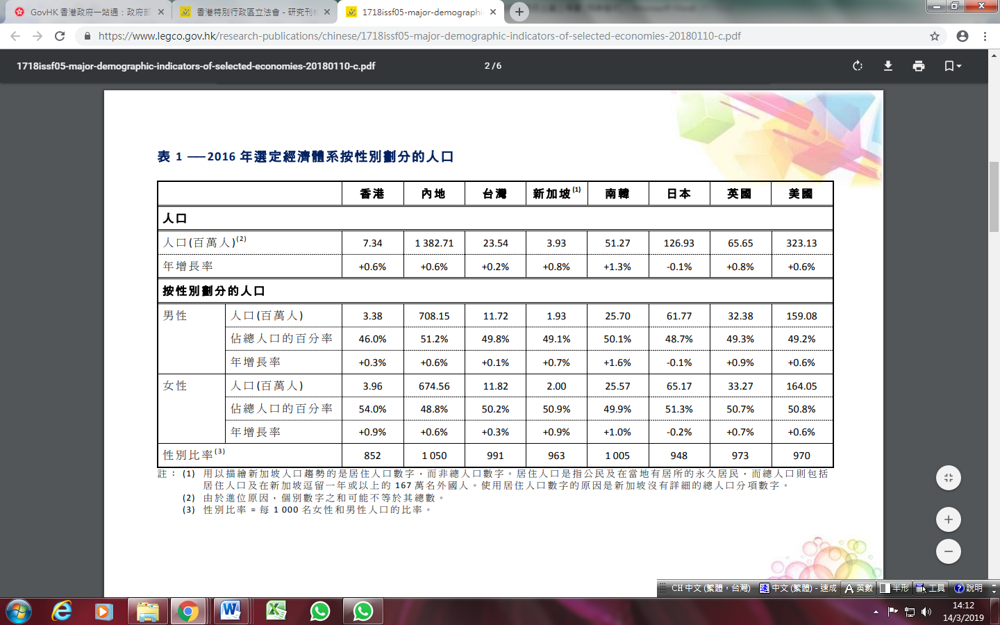 GovHK 香港政府一站通：政府部
香港特別行政區立法會 - 研究刊
1718issf05-major-demographi
https://www.legco.gov.hk/research-publications/chinese/1718issf05-major-demographic-indicators-of-selected-economies-20180110-c.pdf
1718issf05-major-demographic-indicators-of-selected-economies-20180110-c.pdf 2 / 6
表 1 ── 2016 年選定經濟體系按性別劃分的人口
香港 內地 台灣 新加坡(1) 南韓 日本 英國 美國
人口
人口(百萬人)(2) 7.34 1 382.71 23.54 3.93 51.27 126.93 65.65 323.13
年增長率 +0.6% +0.6% +0.2% +0.8% +1.3% -0.1% +0.8% +0.6%
按性別劃分的人口
男性 人口(百萬人) 3.38 708.15 11.72 1.93 25.70 61.77 32.38 159.08
佔總人口的百分率 46.0% 51.2% 49.8% 49.1% 50.1% 48.7% 49.3% 49.2%
年增長率 +0.3% +0.6% +0.1% +0.7% +1.6% -0.1% +0.9% +0.6%
女性 人口(百萬人) 3.96 674.56 11.82 2.00 25.57 65.17 33.27 164.05
佔總人口的百分率 54.0% 48.8% 50.2% 50.9% 49.9% 51.3% 50.7% 50.8%
年增長率 +0.9% +0.6% +0.3% +0.9% +1.0% -0.2% +0.7% +0.6%
性別比率(3) 852 1 050 991 963 1 005 948 973 970
註： (1) 用以描繪新加坡人口趨勢的是居住人口數字，而非總人口數字。居住人口是指公民及在當地有居所的永久居民，而總人口則包括
居住人口及在新加坡逗留一年或以上的 167 萬名外國人。使用居住人口數字的原因是新加坡沒有詳細的總人口分項數字。
(2) 由於進位原因，個別數字之和可能不等於其總數。
(3) 性別比率 = 每 1 000 名女性和男性人口的比率。
CH 中文 (繁體，台灣) 速 中文 (繁體) - 速成 A 英數 半形 工具 說明
14:12
14/3/2019